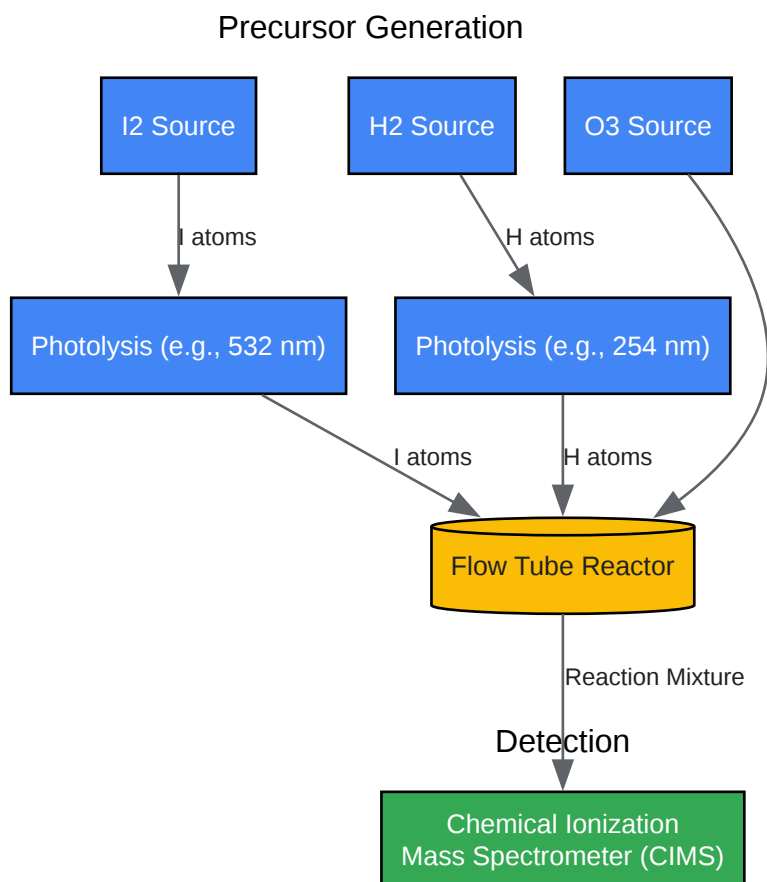 Precursor Generation
I2 Source
H2 Source
O3 Source
I atoms
H atoms
Photolysis (e.g., 532 nm)
Photolysis (e.g., 254 nm)
I atoms
H atoms
Flow Tube Reactor
Reaction Mixture
Detection
Chemical Ionization
Mass Spectrometer (CIMS)